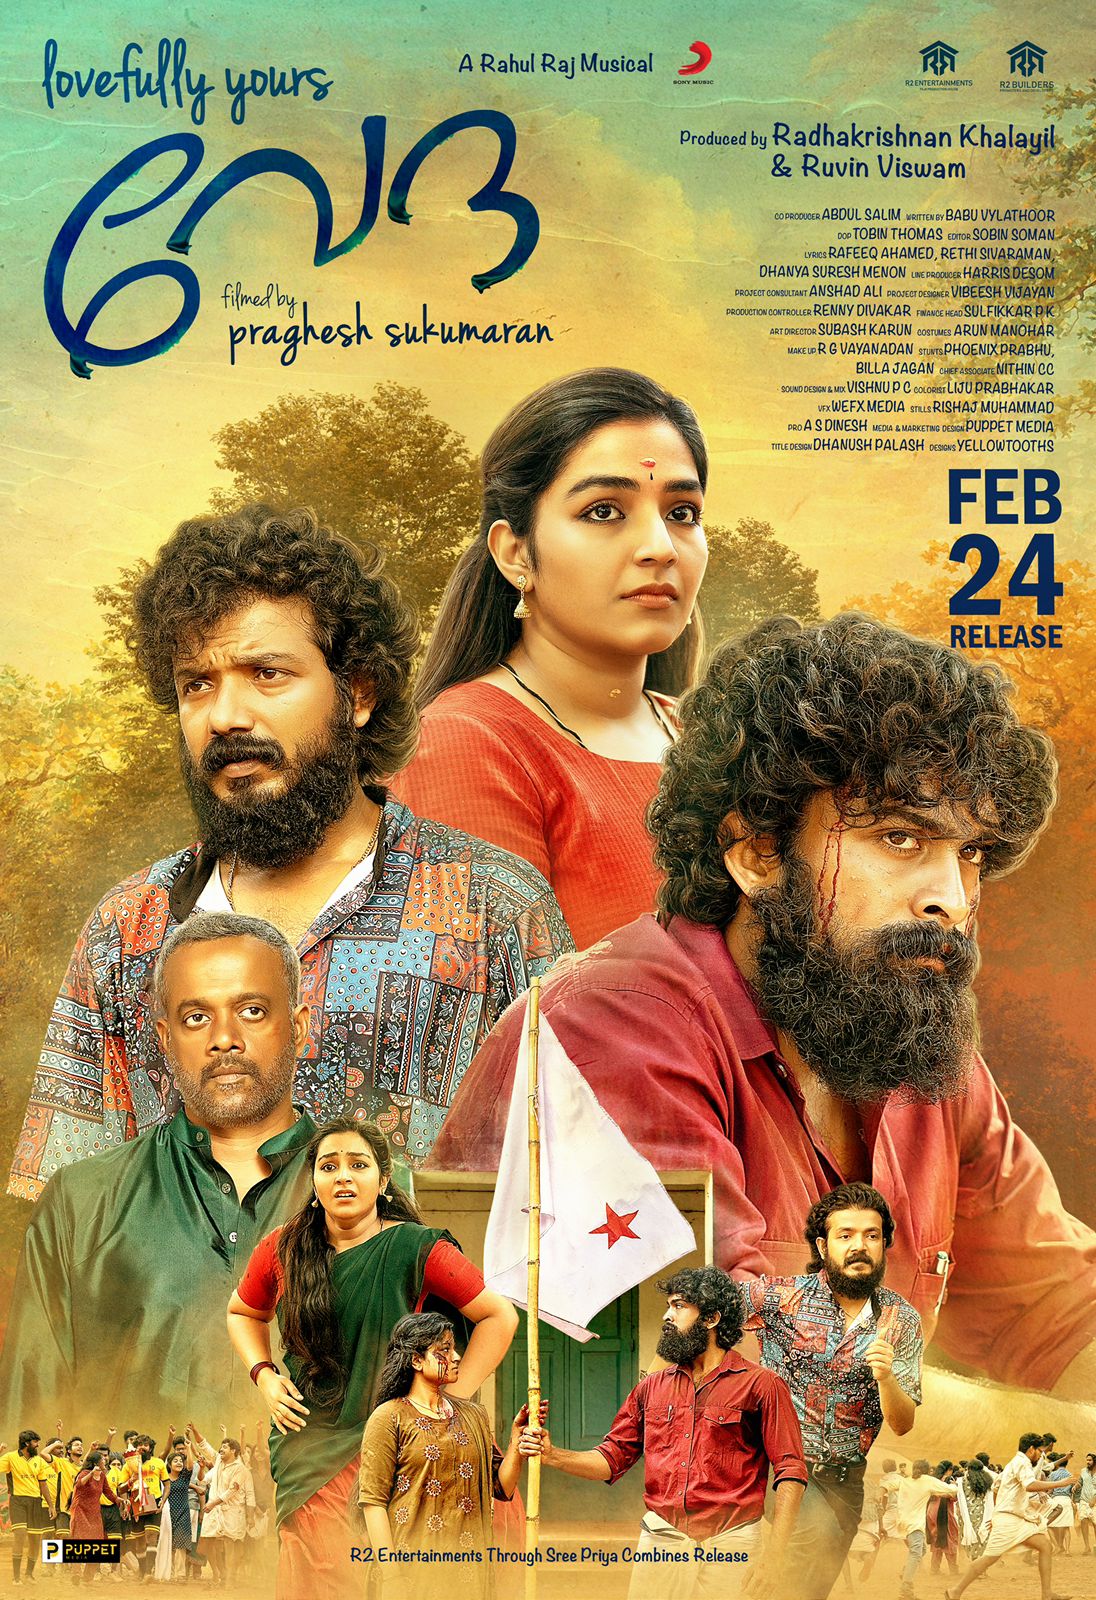 lovefully yours
വേദ
filmed by
praghesh sukumaran
A Rahul Raj Musical
SONY MUSIC
R2 ENTERTAINMENTS
R2 BUILDERS
Produced by Radhakrishnan Khalayil
& Ruvin Viswam
CO PRODUCER ABDUL SALIM WRITTEN BY BABU VYLATHOOR
DOP TOBIN THOMAS EDITOR SOBIN SOMAN
LYRICS RAFEEQ AHAMED, RETHI SIVARAMAN,
DHANYA SURESH MENON LINE PRODUCER HARRIS DESOM
PROJECT CONSULTANT ANSHAD ALI PROJECT DESIGNER VIBEESH VIJAYAN
PRODUCTION CONTROLLER RENNY DIVAKAR FINANCE HEAD SULFIKKAR P K
ART DIRECTOR SUBASH KARUN COSTUMES ARUN MANOHAR
MAKE UP R G VAYANADAN STUNTS PHOENIX PRABHU,
BILLA JAGAN CHIEF ASSOCIATE NITHIN CC
SOUND DESIGN & MIX VISHNU P C COLORIST LIJU PRABHAKAR
VFX WEFX MEDIA STILLS RISHAJ MUHAMMAD
PRO A S DINESH MEDIA & MARKETING DESIGN PUPPET MEDIA
TITLE DESIGN DHANUSH PALASH DESIGNS YELLOWTOOTHS
FEB
24
RELEASE
P PUPPET
MEDIA
R2 Entertainments Through Sree Priya Combines Release